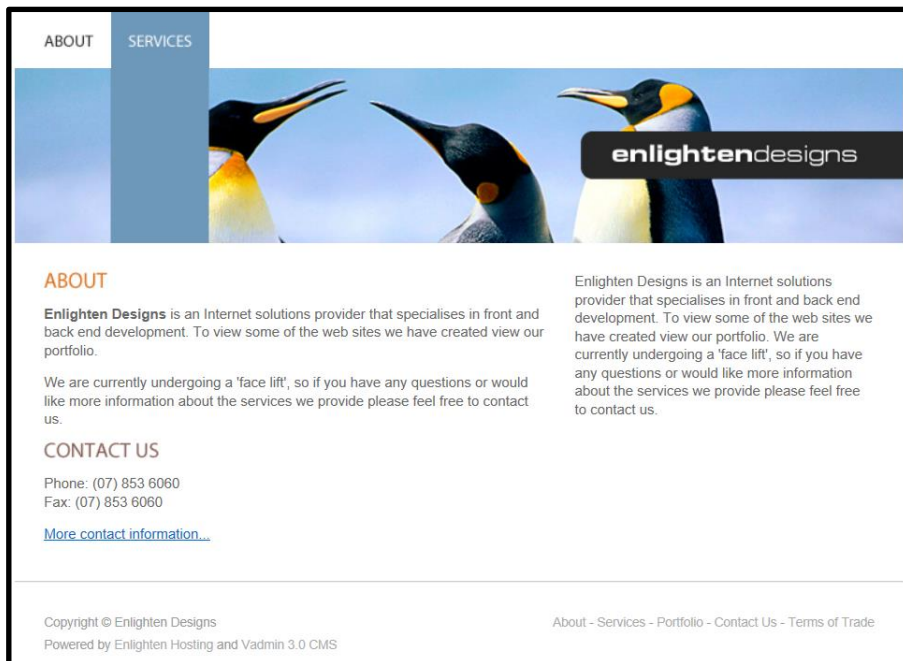 ABOUT SERVICES
enlightendesigns
ABOUT
Enlighten Designs is an Internet solutions provider that specialises in front and
back end development. To view some of the web sites we have created view our
portfolio.
We are currently undergoing a 'face lift', so if you have any questions or would
like more information about the services we provide please feel free to contact
us.
CONTACT US
Phone: (07) 853 6060
Fax: (07) 853 6060
More contact information...
Enlighten Designs is an Internet solutions
provider that specialises in front and back end
development. To view some of the web sites we
have created view our portfolio. We are
currently undergoing a 'face lift', so if you have
any questions or would like more information
about the services we provide please feel free
to contact us.
Copyright © Enlighten Designs
Powered by Enlighten Hosting and Vadmin 3.0 CMS
About - Services - Portfolio - Contact Us - Terms of Trade